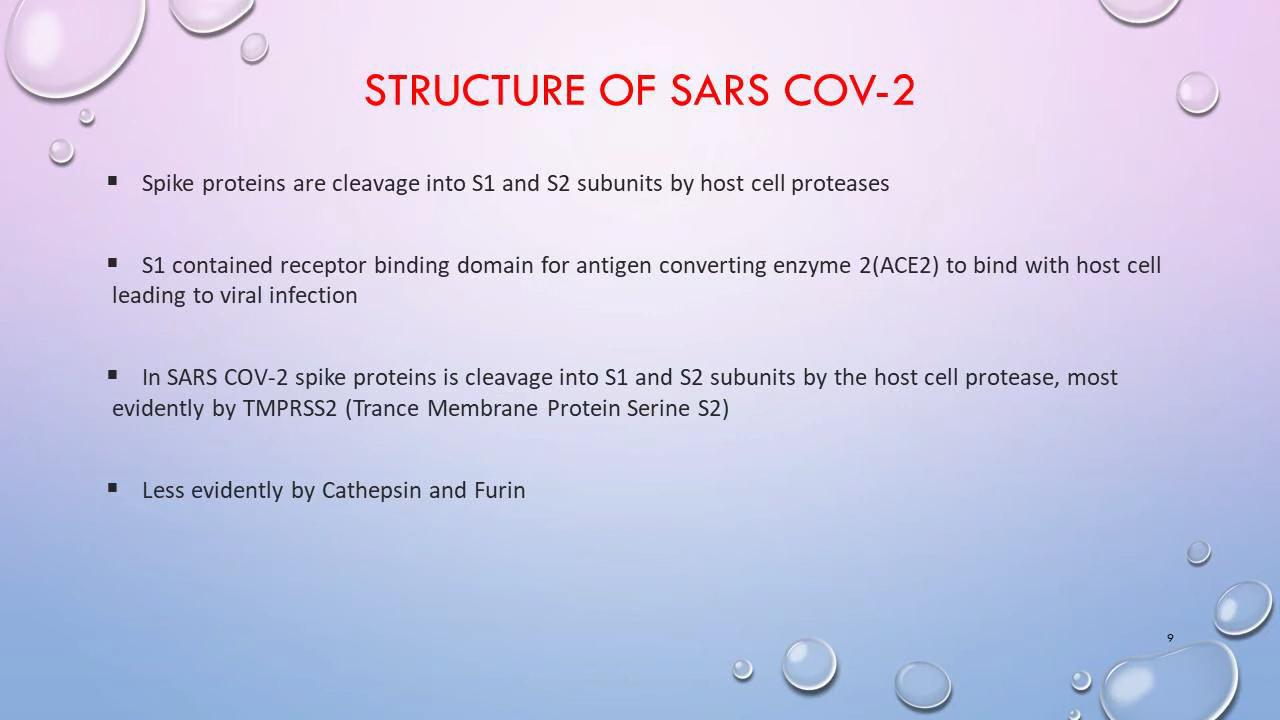 STRUCTURE OF SARS COV-2
▪ Spike proteins are cleavage into S1 and S2 subunits by host cell proteases
▪ S1 contained receptor binding domain for antigen converting enzyme 2(ACE2) to bind with host cell
leading to viral infection
▪ In SARS COV-2 spike proteins is cleavage into S1 and S2 subunits by the host cell protease, most
evidently by TMPRSS2 (Trance Membrane Protein Serine S2)
▪ Less evidently by Cathepsin and Furin
9